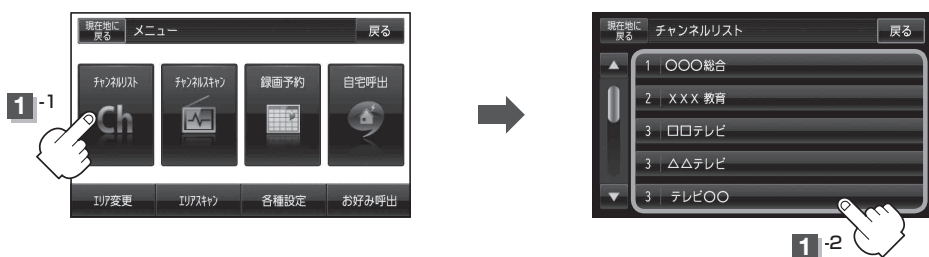 現在地に
戻る
メニュー
戻る
チャンネルリスト
チャンネルスキャン
録画予約
自宅呼出
Ch
エリア変更
エリアスキャン
各種設定
お好み呼出
1 -1
現在地に
戻る
チャンネルリスト
戻る
1 〇〇〇総合
2 XXX 教育
3 □□テレビ
3 △△テレビ
3 テレビ〇〇
1 -2